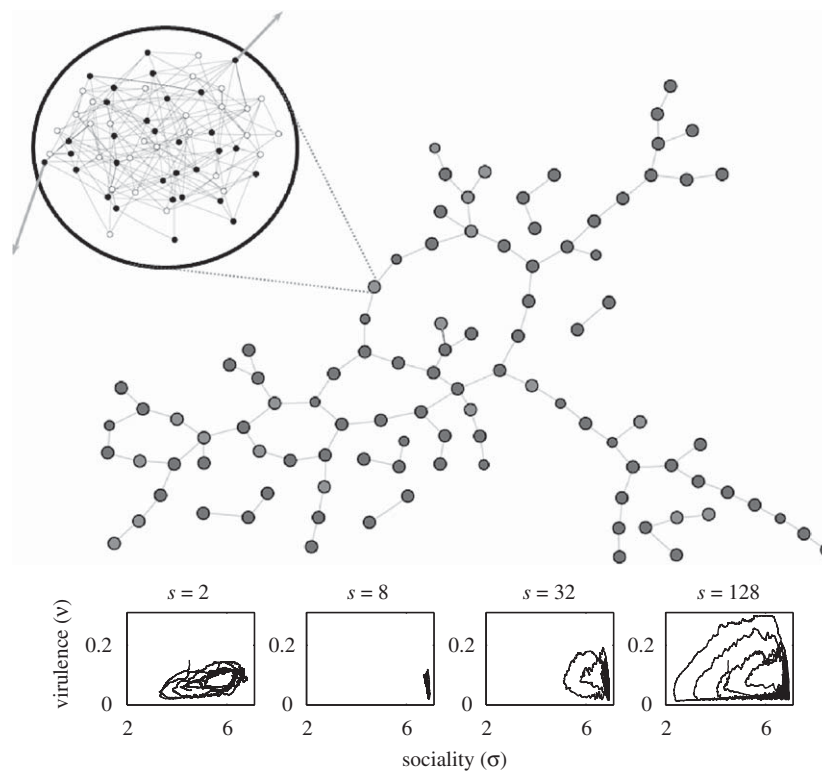 s = 2
s = 8
s = 32
s = 128
virulence (ν)
0.2
0.2
0.2
0.2
0
0
0
0
2
6
2
6
2
6
2
6
sociality (σ)